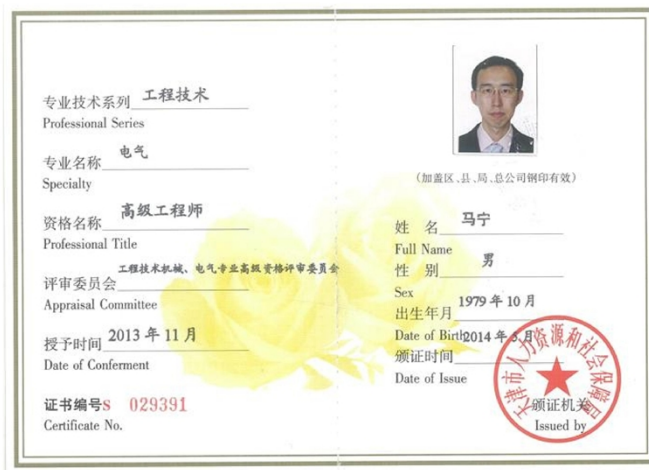 专业技术系列 工程技术
Professional Series
专业名称 电气
Specialty
资格名称 高级工程师
Professional Title
评审委员会 工程技术机械、电气专业高级资格评审委员会
Appraisal Committee
授予时间 2013 年 11 月
Date of Conferment
证书编号S 029391
Certificate No.
(加盖区、县、局、总公司钢印有效)
姓 名 马宁
Full Name
性 别 男
Sex
出生年月 1979 年 10 月
Date of Birth
颁证时间 2014 年 5 月
Date of Issue
天津市人力资源和社会保障局
颁证机关
Issued by